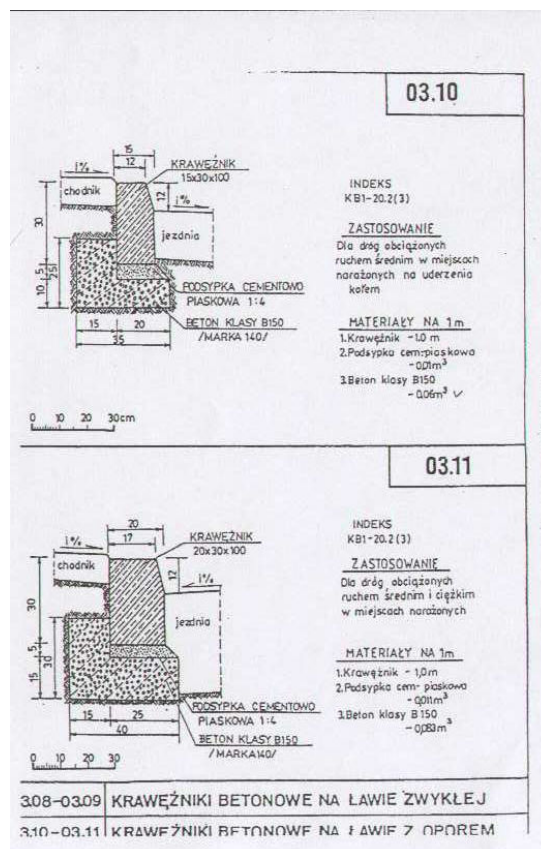 03.10
15
12
KRAWĘŻNIK
15x30x100
i%
chodnik
12
i%
30
jezdnia
5
25
10
PODSYPKA CEMENTOWO
PIASKOWA 1:4
15
20
BETON KLASY B150
/MARKA 140/
35
0 10 20 30cm
INDEKS
KB1-20.2(3)
ZASTOSOWANIE
Dla dróg obciążonych
ruchem średnim w miejscach
narażonych na uderzenia
kołem
MATERIAŁY NA 1m
1.Krawężnik -1,0 m
2.Podsypka cem-piaskowa
-0,01m³
3.Beton klasy B150
-0,06m³
03.11
20
17
KRAWĘŻNIK
20x30x100
i%
chodnik
12
i%
30
jezdnia
5
30
15
PODSYPKA CEMENTOWO
PIASKOWA 1:4
15
25
40
BETON KLASY B150
/MARKA140/
0 10 20 30
INDEKS
KB1-20.2(3)
ZASTOSOWANIE
Dla dróg obciążonych
ruchem średnim i ciężkim
w miejscach narażonych
MATERIAŁY NA 1m
1.Krawężnik - 1,0m
2.Podsypka cem- piaskowa
-0,011m³
3.Beton klasy B150
-0,083m³
3.08-03.09 KRAWĘŻNIKI BETONOWE NA ŁAWIE ZWYKŁEJ
3.10-03.11 KRAWĘŻNIKI BETONOWE NA ŁAWIE Z OPOREM